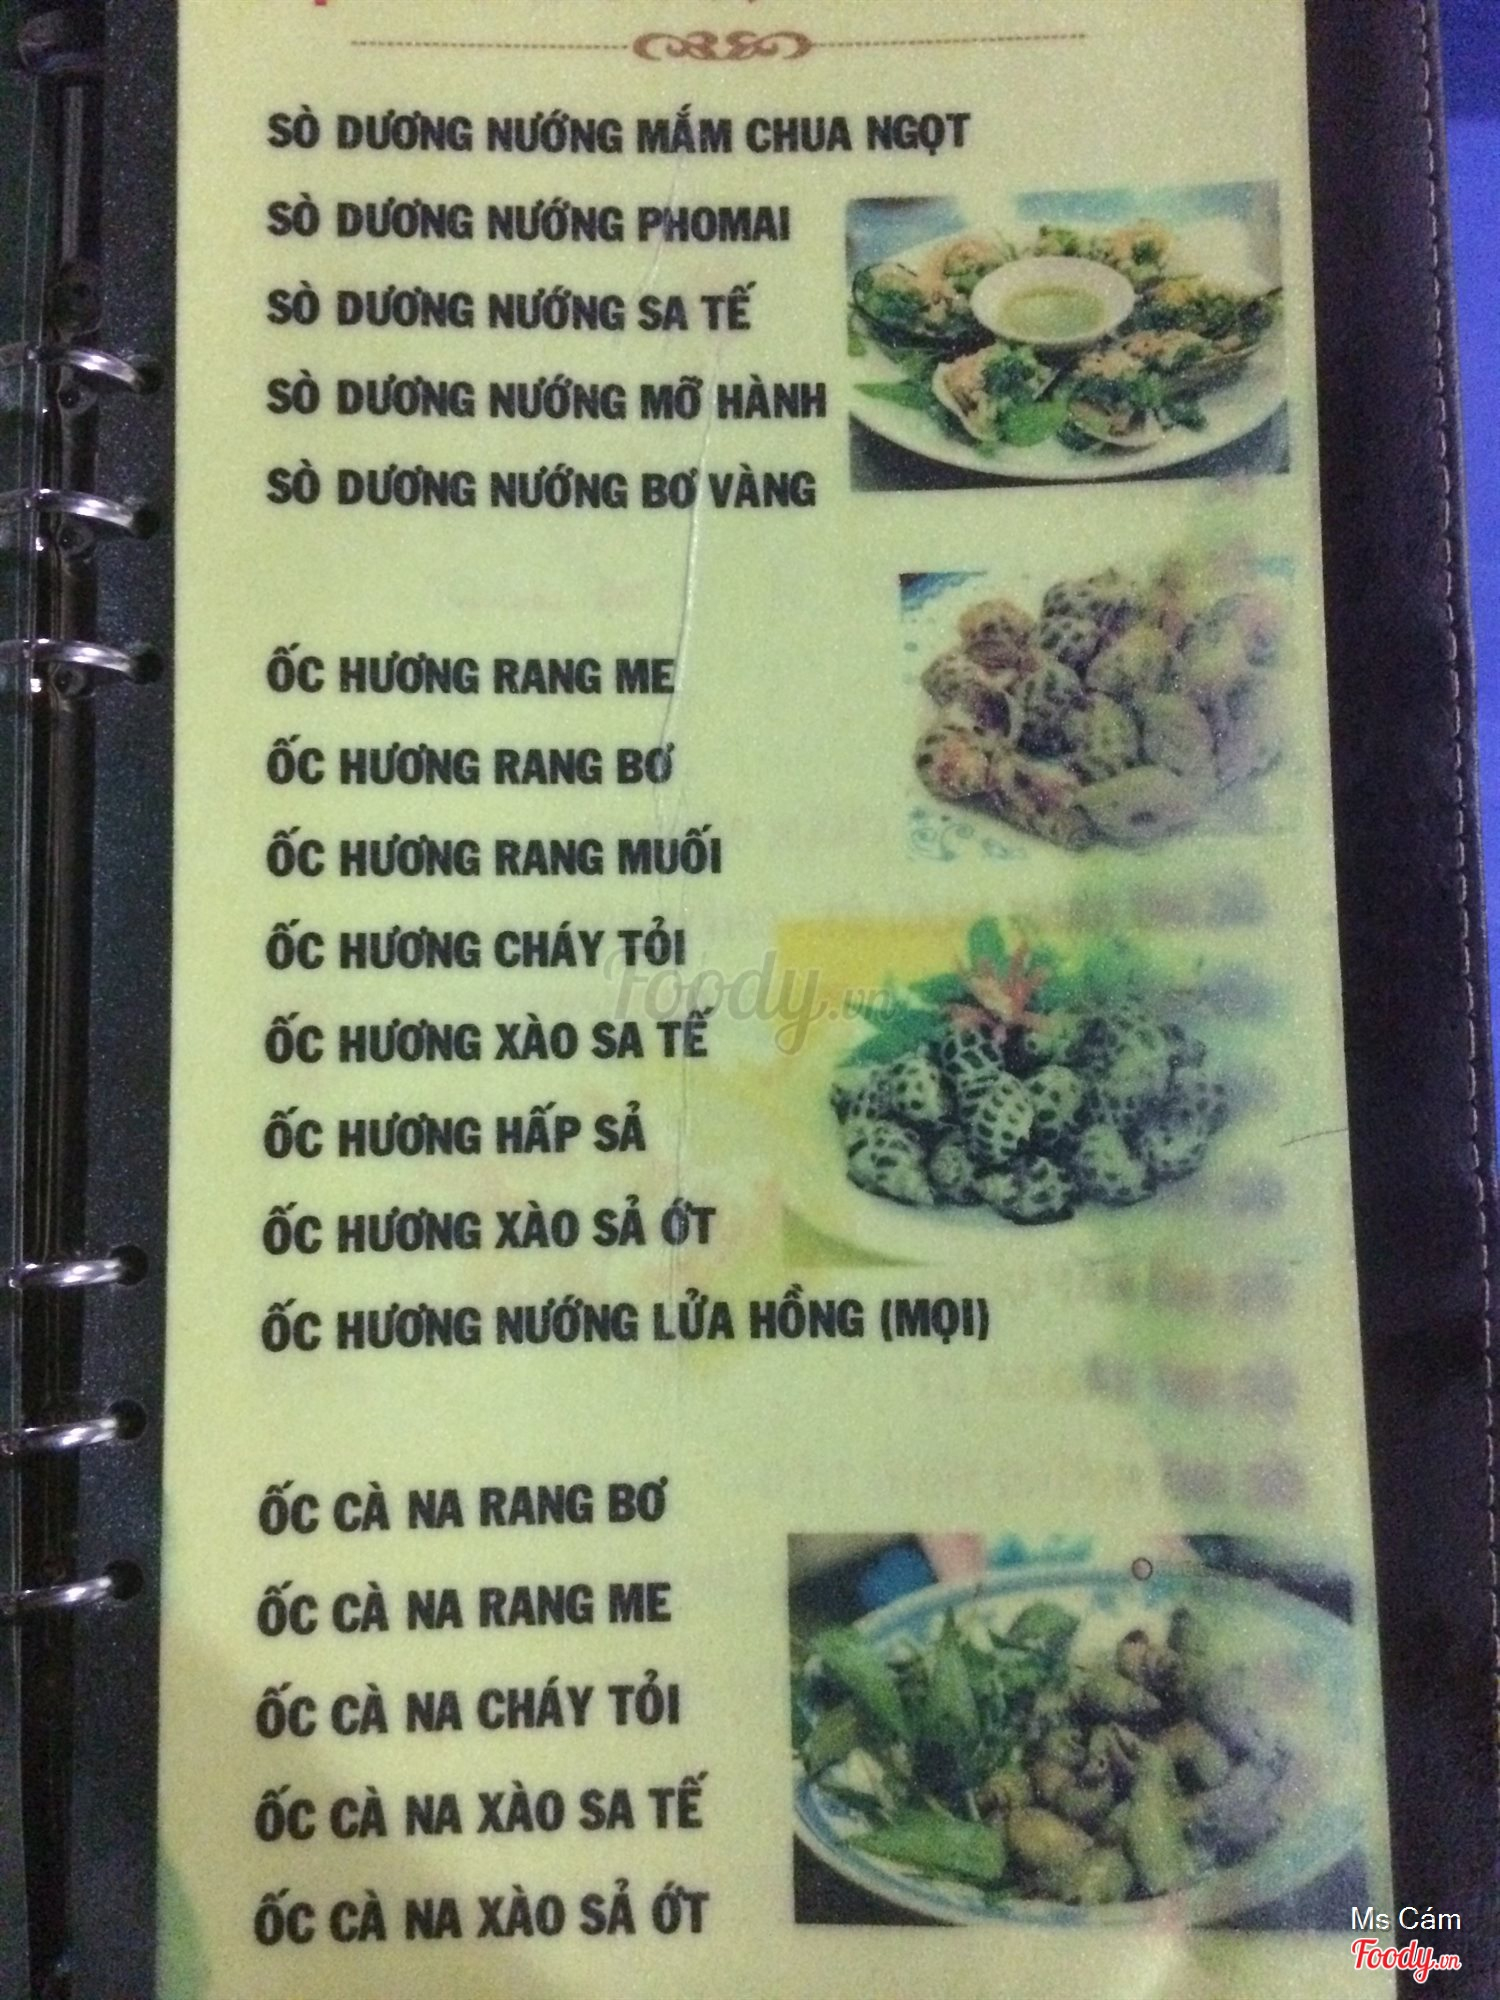 SÒ DƯƠNG NƯỚNG MẮM CHUA NGỌT
SÒ DƯƠNG NƯỚNG PHOMAI
SÒ DƯƠNG NƯỚNG SA TẾ
SÒ DƯƠNG NƯỚNG MỠ HÀNH
SÒ DƯƠNG NƯỚNG BƠ VÀNG
ỐC HƯƠNG RANG ME
ỐC HƯƠNG RANG BƠ
ỐC HƯƠNG RANG MUỐI
ỐC HƯƠNG CHÁY TỎI
Foody.vn
ỐC HƯƠNG XÀO SA TẾ
ỐC HƯƠNG HẤP SẢ
ỐC HƯƠNG XÀO SẢ ỚT
ỐC HƯƠNG NƯỚNG LỬA HỒNG (MỌI)
ỐC CÀ NA RANG BƠ
ỐC CÀ NA RANG ME
ỐC CÀ NA CHÁY TỎI
ỐC CÀ NA XÀO SA TẾ
ỐC CÀ NA XÀO SẢ ỚT
Ms Cám
Foody.vn